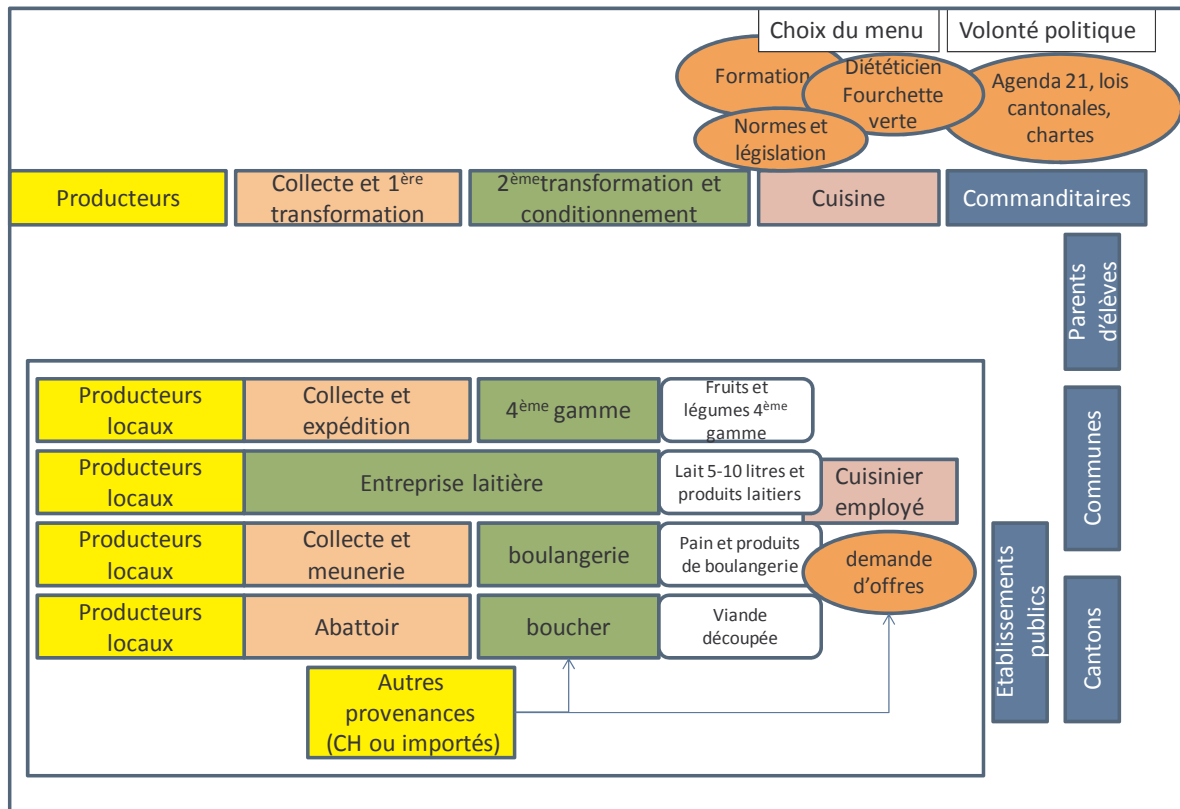 Choix du menu
Volonté politique
Formation
Diététicien
Fourchette
verte
Agenda 21, lois
cantonales,
chartes
Normes et
législation
Producteurs
Collecte et 1ère
transformation
2ème transformation et
conditionnement
Cuisine
Commanditaires
Parents
d’élèves
Producteurs
locaux
Collecte et
expédition
4ème gamme
Fruits et
légumes 4ème
gamme
Communes
Producteurs
locaux
Entreprise laitière
Lait 5-10 litres et
produits laitiers
Cuisinier
employé
Producteurs
locaux
Collecte et
meunerie
boulangerie
Pain et produits
de boulangerie
demande
d’offres
Etablissements
publics
Cantons
Producteurs
locaux
Abattoir
boucher
Viande
découpée
Autres
provenances
(CH ou importés)